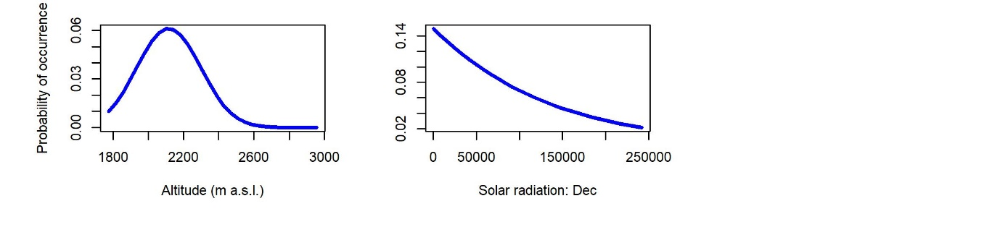 Probability of occurrence
0.06
0.03
0.00
1800 2200 2600 3000
Altitude (m a.s.l.)
0.14
0.08
0.02
0 50000 150000 250000
Solar radiation: Dec